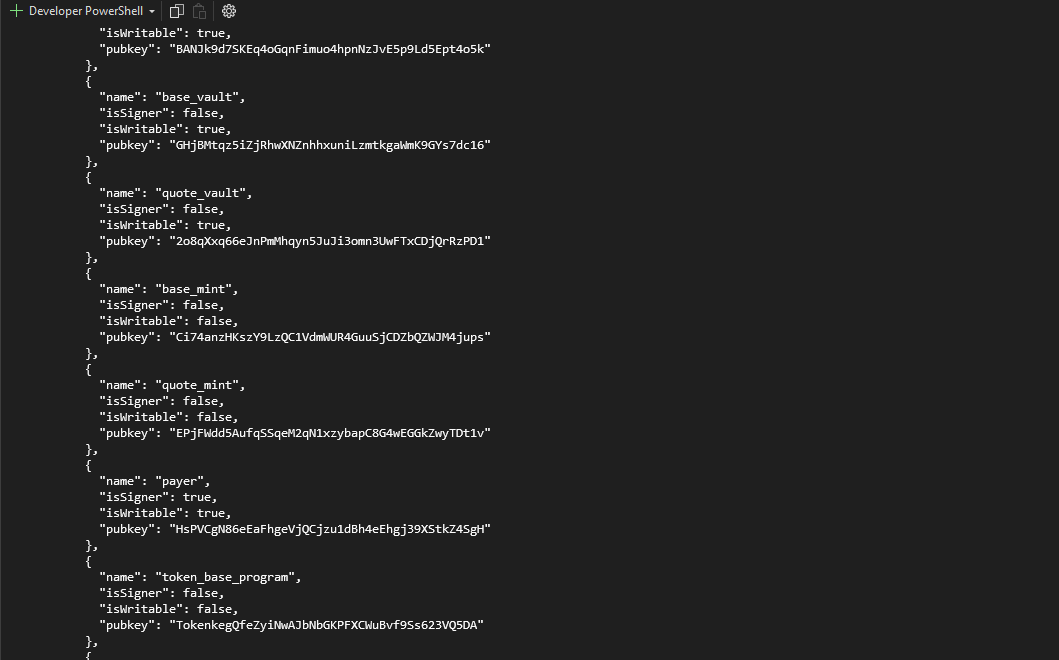 Developer PowerShell
"isWritable": true,
"pubkey": "BANJk9d7SKEq4oGqnFimuo4hpnNzJvE5p9Ld5Ept4o5k"
},
{
"name": "base_vault",
"isSigner": false,
"isWritable": true,
"pubkey": "GHjBMtqz5iZjRhwXNZnhhxuniLzmtkgaWmK9GYs7dc16"
},
{
"name": "quote_vault",
"isSigner": false,
"isWritable": true,
"pubkey": "2o8qXxq66eJnPmMhqyn5JuJi3omn3UwFTxCDjQrRzPD1"
},
{
"name": "base_mint",
"isSigner": false,
"isWritable": false,
"pubkey": "Ci74anzHKszY9LzQC1VdmWUR4GuuSjCDZbQZWJM4jups"
},
{
"name": "quote_mint",
"isSigner": false,
"isWritable": false,
"pubkey": "EPjFWdd5AufqSSqeM2qN1xzybapC8G4wEGGkZwyTDt1v"
},
{
"name": "payer",
"isSigner": true,
"isWritable": true,
"pubkey": "HsPVCgN86eEaFhgeVjQCjzu1dBh4eEhgj39XStkZ4SgH"
},
{
"name": "token_base_program",
"isSigner": false,
"isWritable": false,
"pubkey": "TokenkegQfeZyiNwAJbNbGKPFXCWuBvf9Ss623VQ5DA"
},
{